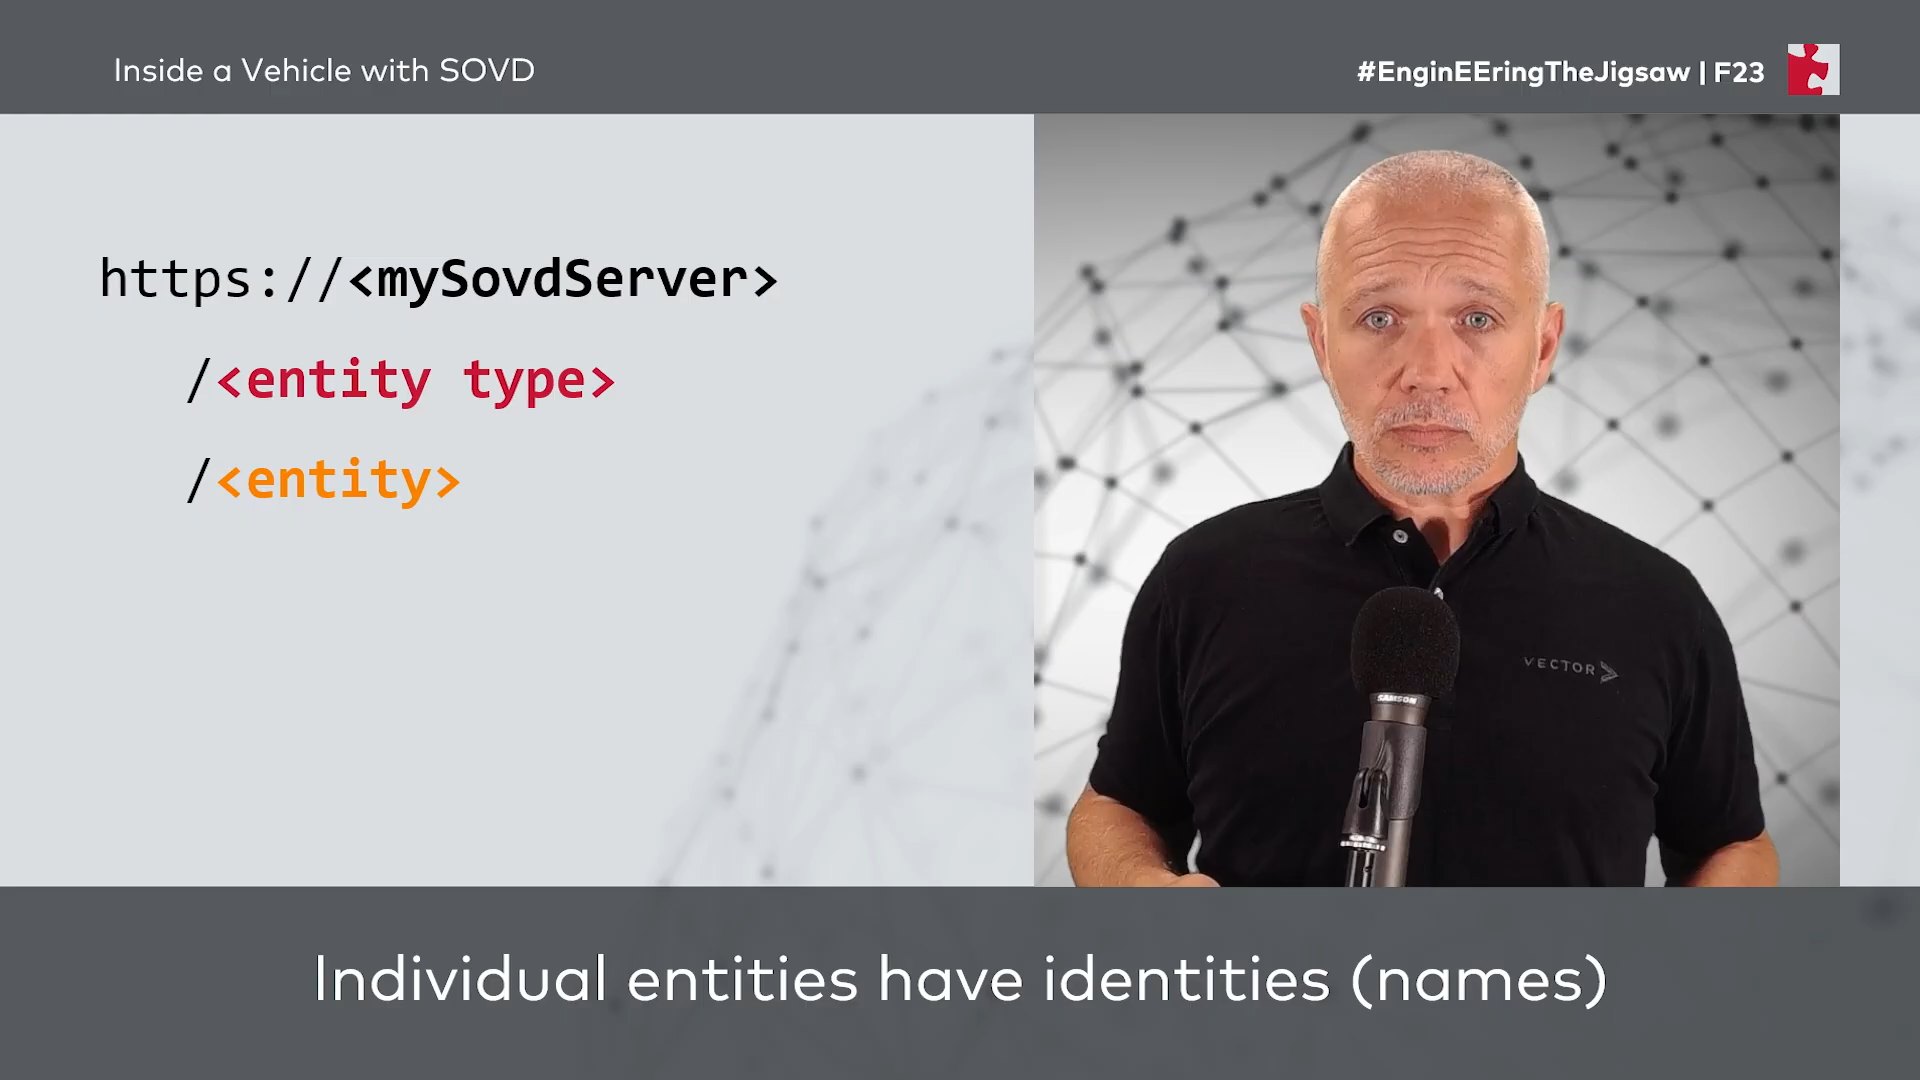 Inside a Vehicle with SOVD
#EnginEEringTheJigsaw | F23
https://<mySovdServer>
/<entity type>
/<entity>
VECTOR
SAMSON
Individual entities have identities (names)